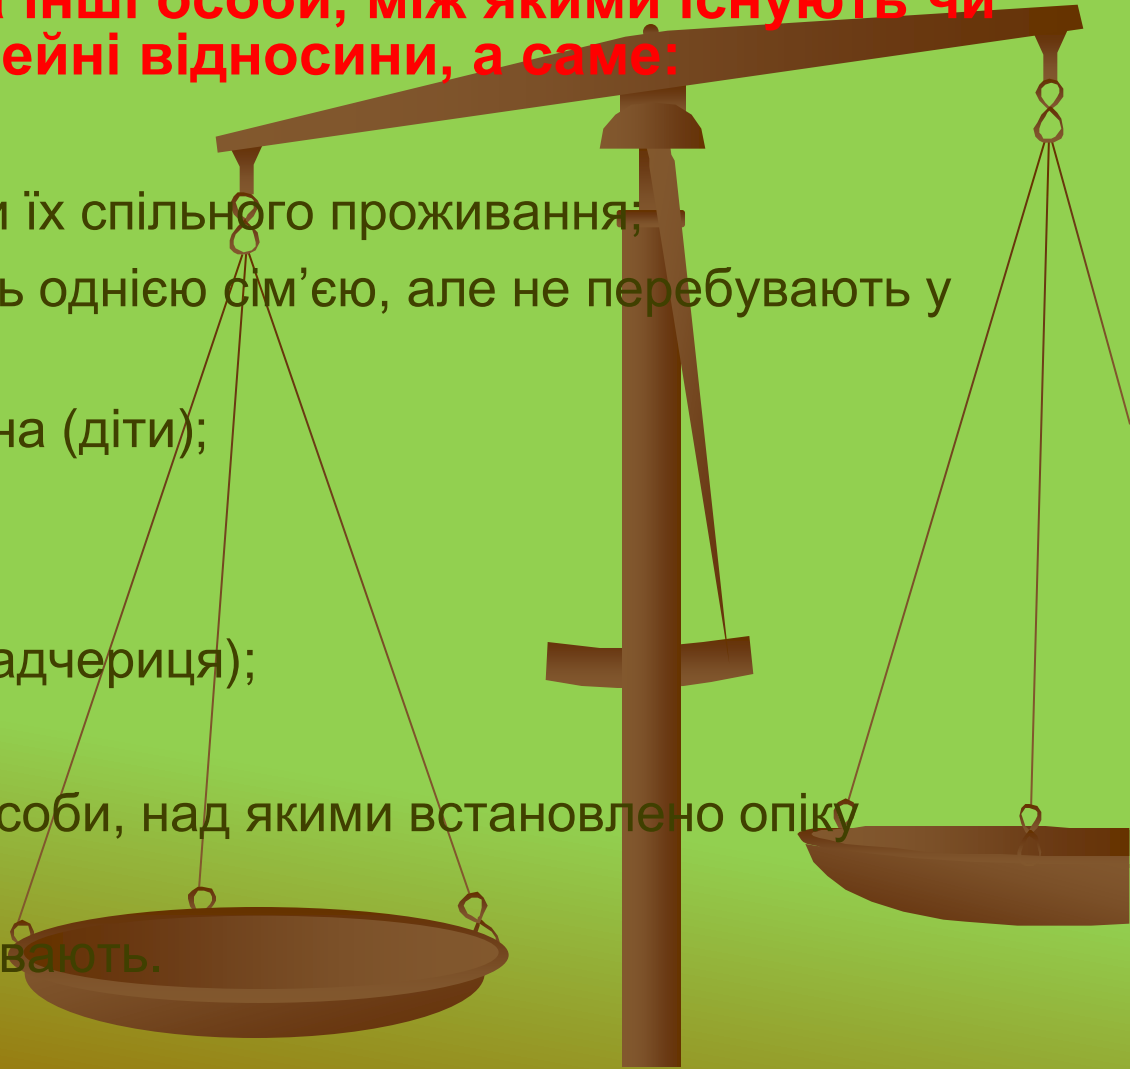 інші особи, між якими існують чи
ейні відносини, а саме:
и їх спільного проживання;
ь однією сім’єю, але не перебувають у
на (діти);
адчериця);
соби, над якими встановлено опіку
вають.